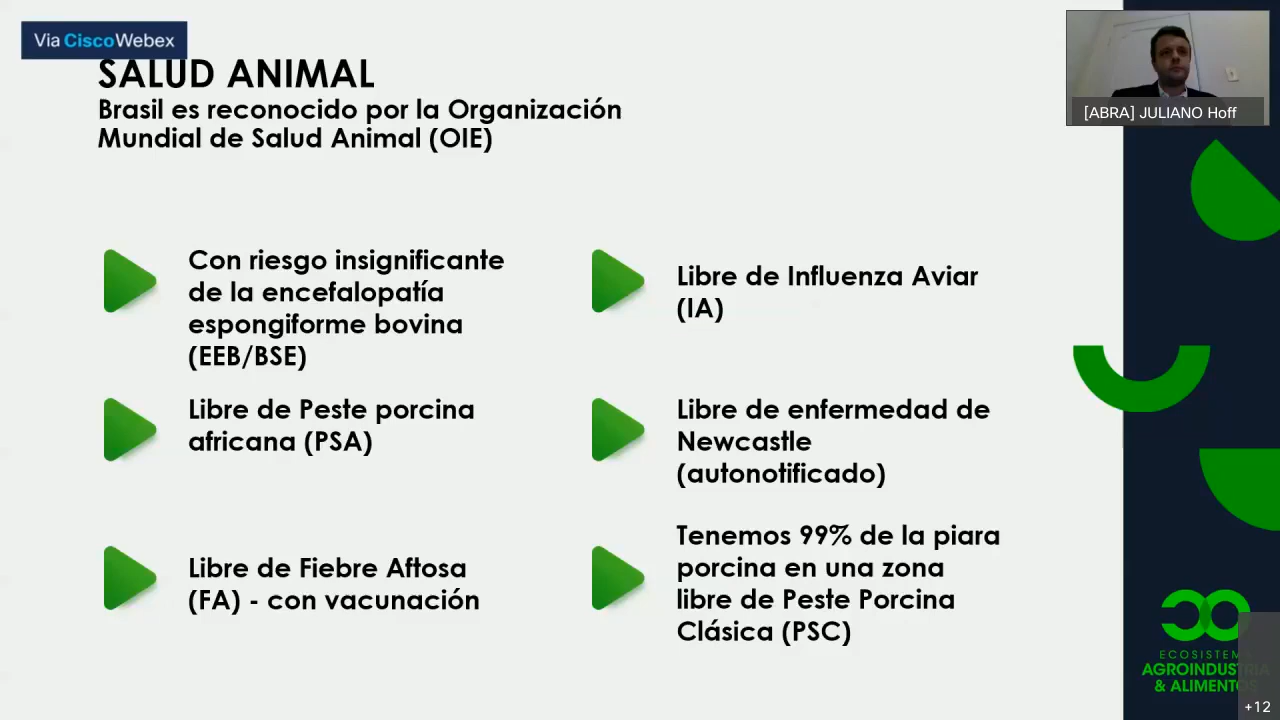 Via CiscoWebex
SALUD ANIMAL
Brasil es reconocido por la Organización
Mundial de Salud Animal (OIE)
Con riesgo insignificante
de la encefalopatía
espongiforme bovina
(EEB/BSE)
Libre de Influenza Aviar
(IA)
Libre de Peste porcina
africana (PSA)
Libre de enfermedad de
Newcastle
(autonotificado)
Libre de Fiebre Aftosa
(FA) - con vacunación
Tenemos 99% de la piara
porcina en una zona
libre de Peste Porcina
Clásica (PSC)
[ABRA] JULIANO Hoff
ECOSISTEMA
AGROINDUSTRIA
& ALIMENTOS
+12